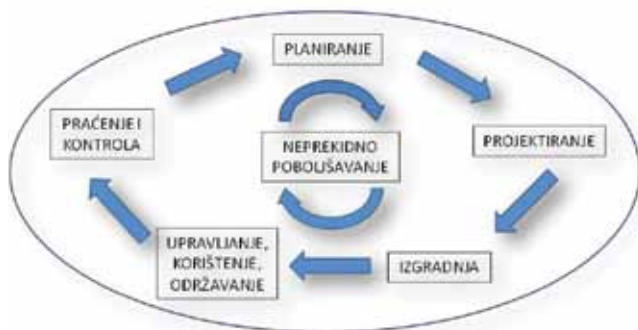 PLANIRANJE
PROJEKTIRANJE
IZGRADNJA
UPRAVLJANJE,
KORIŠTENJE,
ODRŽAVANJE
PRAĆENJE I
KONTROLA
NEPREKIDNO
POBOLJŠAVANJE